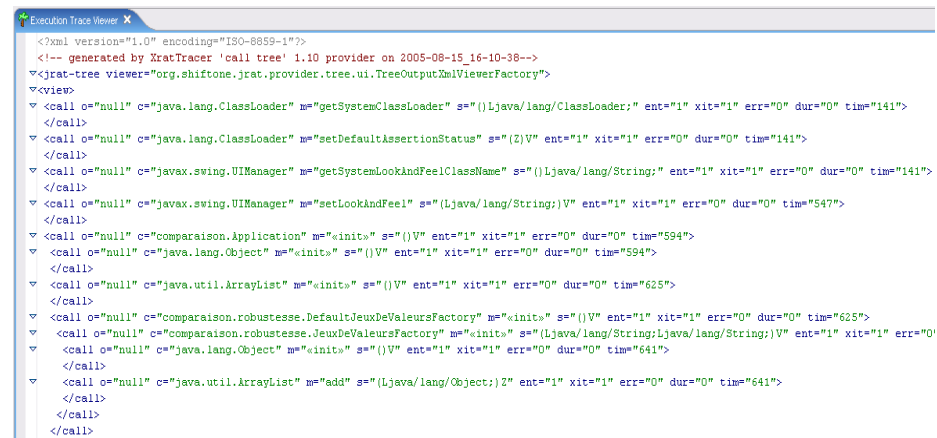 Execution Trace Viewer X
<?xml version="1.0" encoding="ISO-8859-1"?>
<!-- generated by XratTracer 'call tree' 1.10 provider on 2005-08-15_16-10-38-->
<jrat-tree viewer="org.shiftone.jrat.provider.tree.ui.TreeOutputXmlViewerFactory">
<view>
<call o="null" c="java.lang.ClassLoader" m="getSystemClassLoader" s="()Ljava/lang/ClassLoader;" ent="1" xit="1" err="0" dur="0" tim="141">
</call>
<call o="null" c="java.lang.ClassLoader" m="setDefaultAssertionStatus" s="(Z)V" ent="1" xit="1" err="0" dur="0" tim="141">
</call>
<call o="null" c="javax.swing.UIManager" m="getSystemLookAndFeelClassName" s="()Ljava/lang/String;" ent="1" xit="1" err="0" dur="0" tim="141">
</call>
<call o="null" c="javax.swing.UIManager" m="setLookAndFeel" s="(Ljava/lang/String;)V" ent="1" xit="1" err="0" dur="0" tim="547">
</call>
<call o="null" c="comparaison.Application" m="«init»" s="()V" ent="1" xit="1" err="0" dur="0" tim="594">
<call o="null" c="java.lang.Object" m="«init»" s="()V" ent="1" xit="1" err="0" dur="0" tim="594">
</call>
<call o="null" c="java.util.ArrayList" m="«init»" s="()V" ent="1" xit="1" err="0" dur="0" tim="625">
</call>
<call o="null" c="comparaison.robustesse.DefaultJeuxDeValeursFactory" m="«init»" s="()V" ent="1" xit="1" err="0" dur="0" tim="625">
<call o="null" c="comparaison.robustesse.JeuxDeValeursFactory" m="«init»" s="(Ljava/lang/String;Ljava/lang/String;)V" ent="1" xit="1" err="0"
<call o="null" c="java.lang.Object" m="«init»" s="()V" ent="1" xit="1" err="0" dur="0" tim="641">
</call>
<call o="null" c="java.util.ArrayList" m="add" s="(Ljava/lang/Object;)Z" ent="1" xit="1" err="0" dur="0" tim="641">
</call>
</call>
</call>